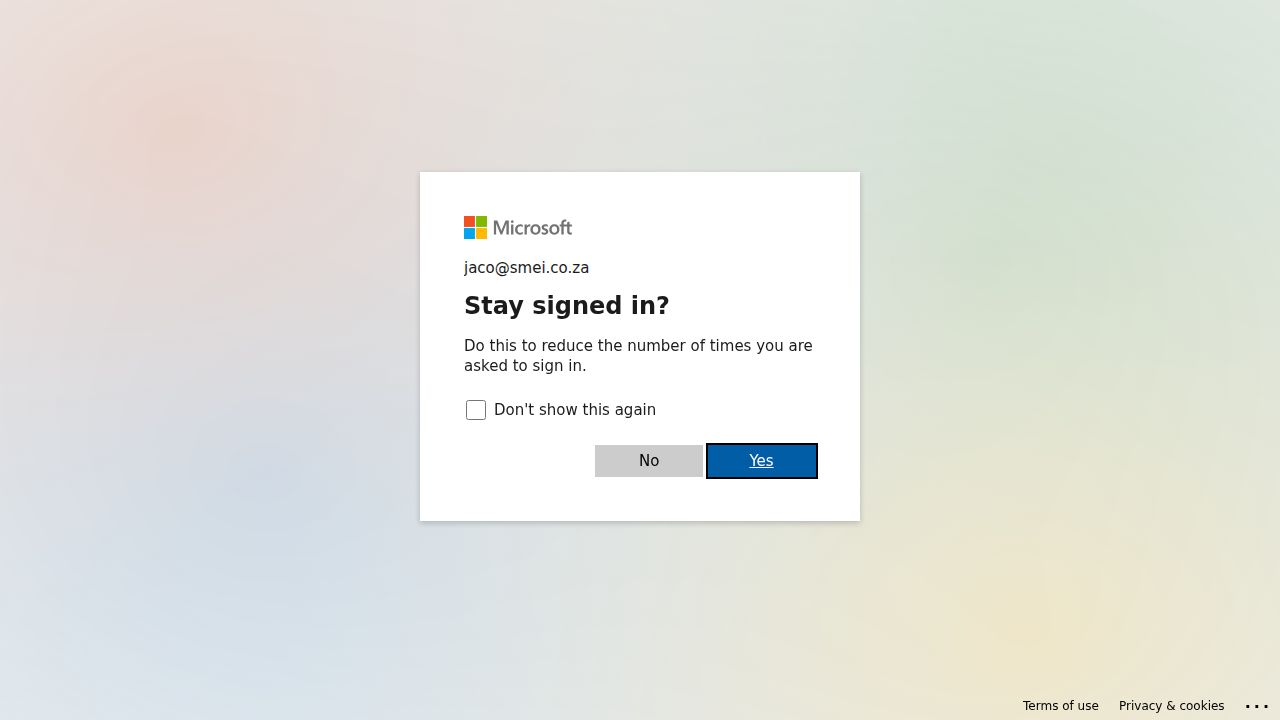 Microsoft
jaco@smei.co.za
Stay signed in?
Do this to reduce the number of times you are
asked to sign in.
Don't show this again
No
Yes
Terms of use
Privacy & cookies
...